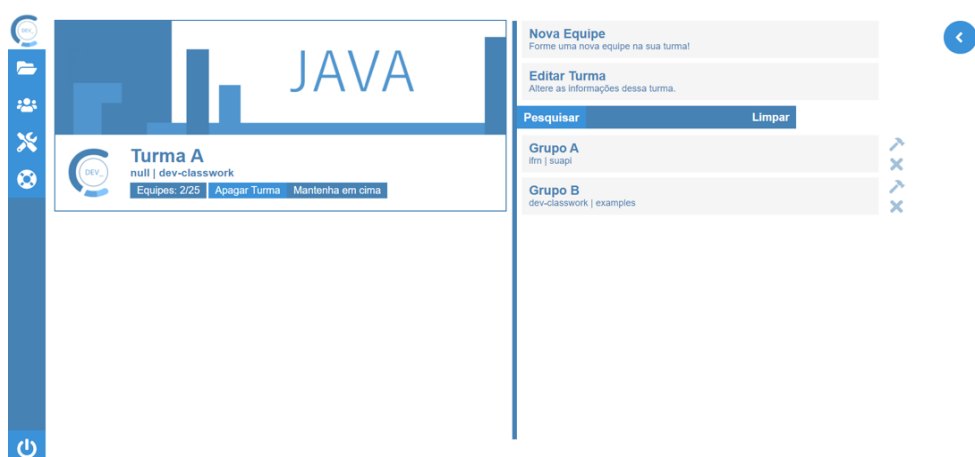 DEV_
JAVA
DEV_
Turma A
null | dev-classwork
Equipes: 2/25 Apagar Turma Mantenha em cima
Nova Equipe
Forme uma nova equipe na sua turma!
Editar Turma
Altere as informações dessa turma.
Pesquisar Limpar
Grupo A
ifrn | suapi
Grupo B
dev-classwork | examples